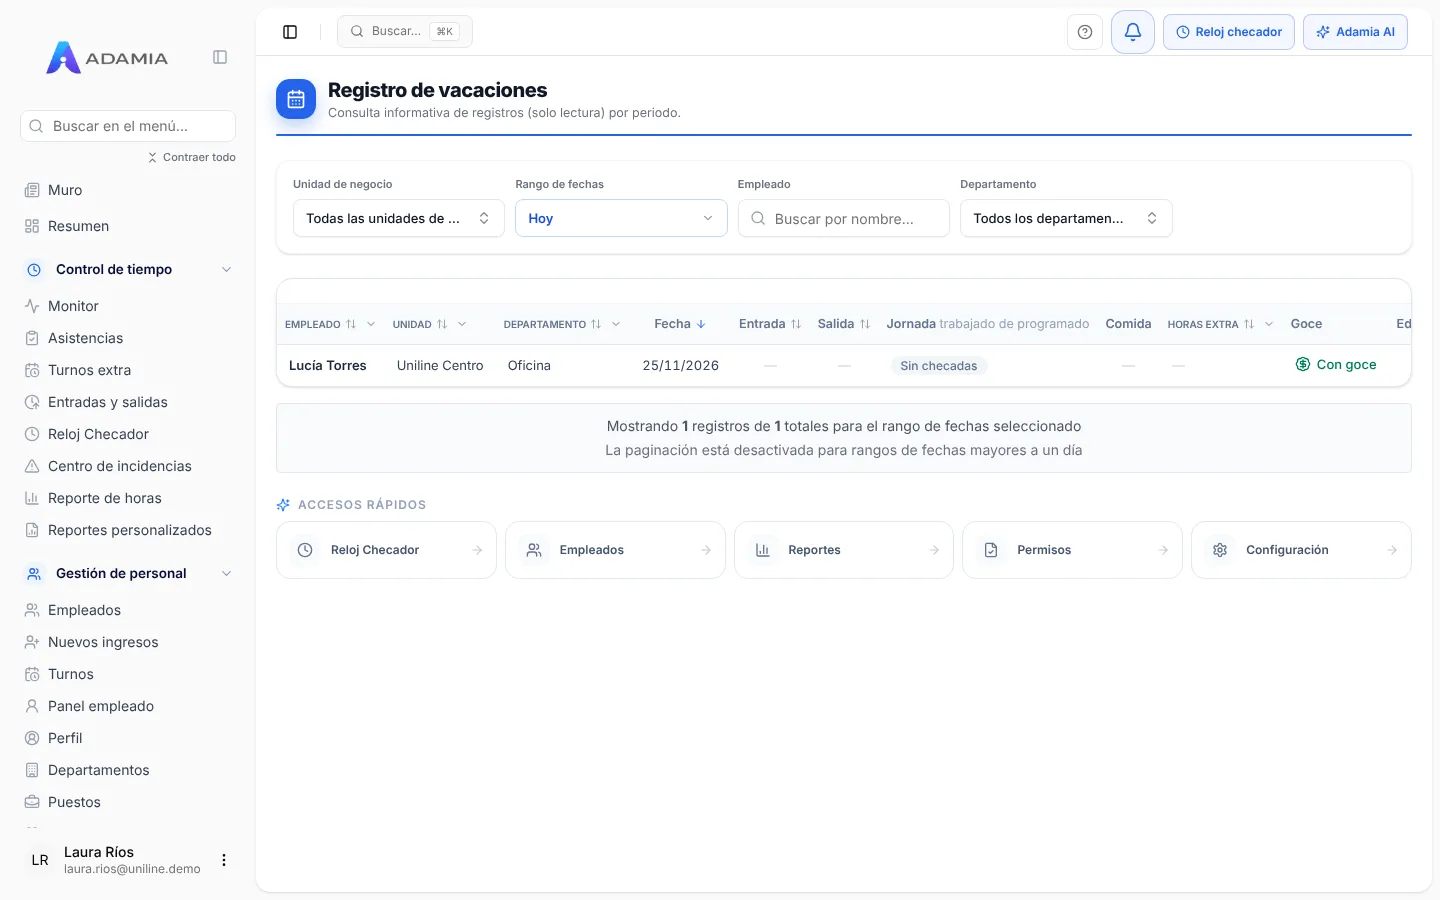 ADAMIA
Buscar en el menú...
Contraer todo
Muro
Resumen
Control de tiempo
Monitor
Asistencias
Turnos extra
Entradas y salidas
Reloj Checador
Centro de incidencias
Reporte de horas
Reportes personalizados
Gestión de personal
Empleados
Nuevos ingresos
Turnos
Panel empleado
Perfil
Departamentos
Puestos
LR
Laura Ríos
laura.rios@uniline.demo
Buscar... ⌘K
Reloj checador
Adamia AI
Registro de vacaciones
Consulta informativa de registros (solo lectura) por periodo.
Unidad de negocio Rango de fechas Empleado Departamento
Todas las unidades de ... Hoy Buscar por nombre... Todos los departamen...
EMPLEADO UNIDAD DEPARTAMENTO Fecha Entrada Salida Jornada trabajado de programado Comida HORAS EXTRA Goce Ed
Lucía Torres Uniline Centro Oficina 25/11/2026 — — Sin checadas — — Con goce
Mostrando 1 registros de 1 totales para el rango de fechas seleccionado
La paginación está desactivada para rangos de fechas mayores a un día
ACCESOS RÁPIDOS
Reloj Checador Empleados Reportes Permisos Configuración